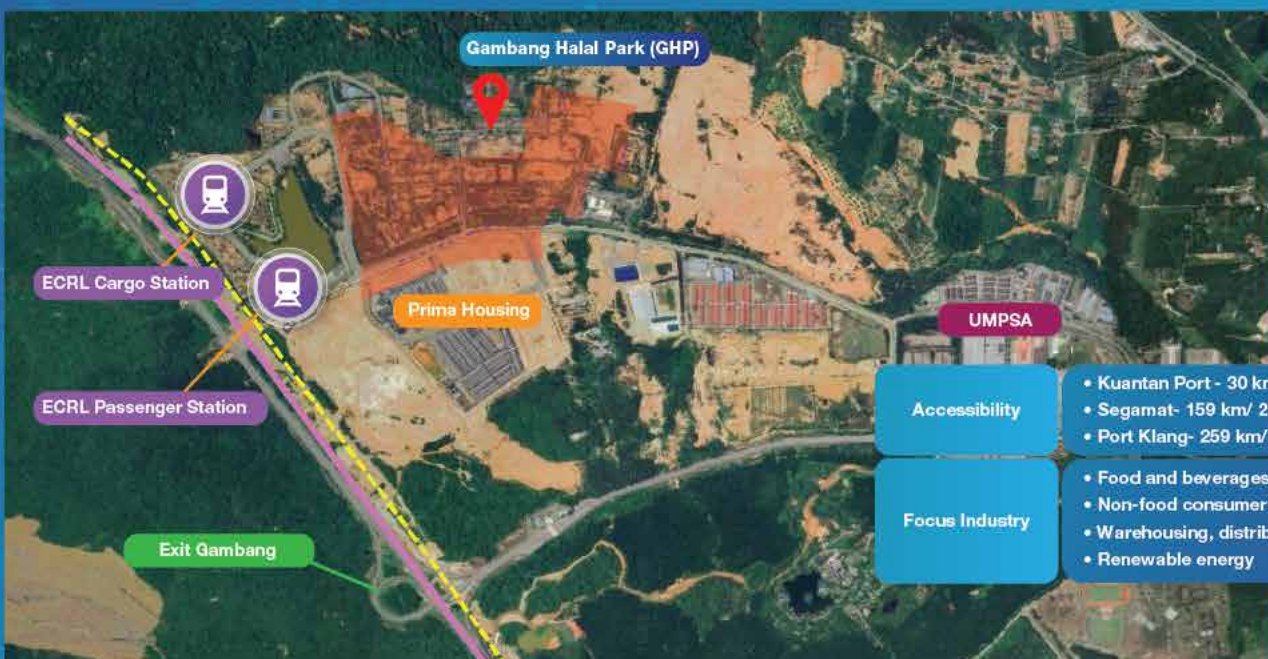 Gambang Halal Park (GHP)
ECRL Cargo Station
Prima Housing
UMPSA
ECRL Passenger Station
Accessibility
• Kuantan Port - 30 km
• Segamat- 159 km/ 2
• Port Klang- 259 km/
Focus Industry
• Food and beverages
• Non-food consumer
• Warehousing, distrib
• Renewable energy
Exit Gambang